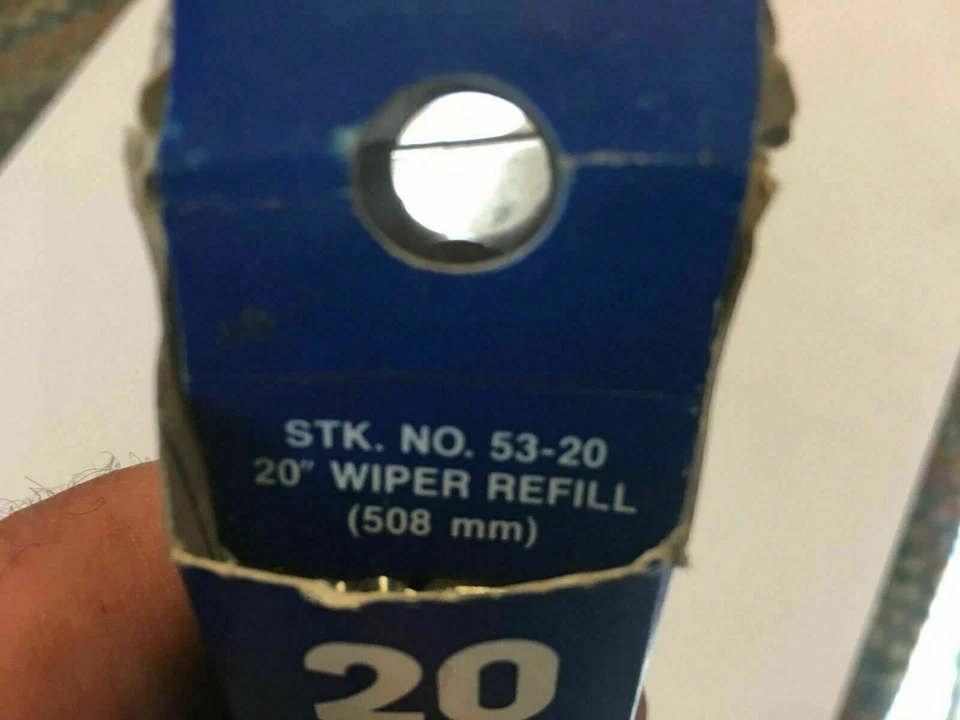 STK. NO. 53-20
20" WIPER REFILL
(508 mm)
20